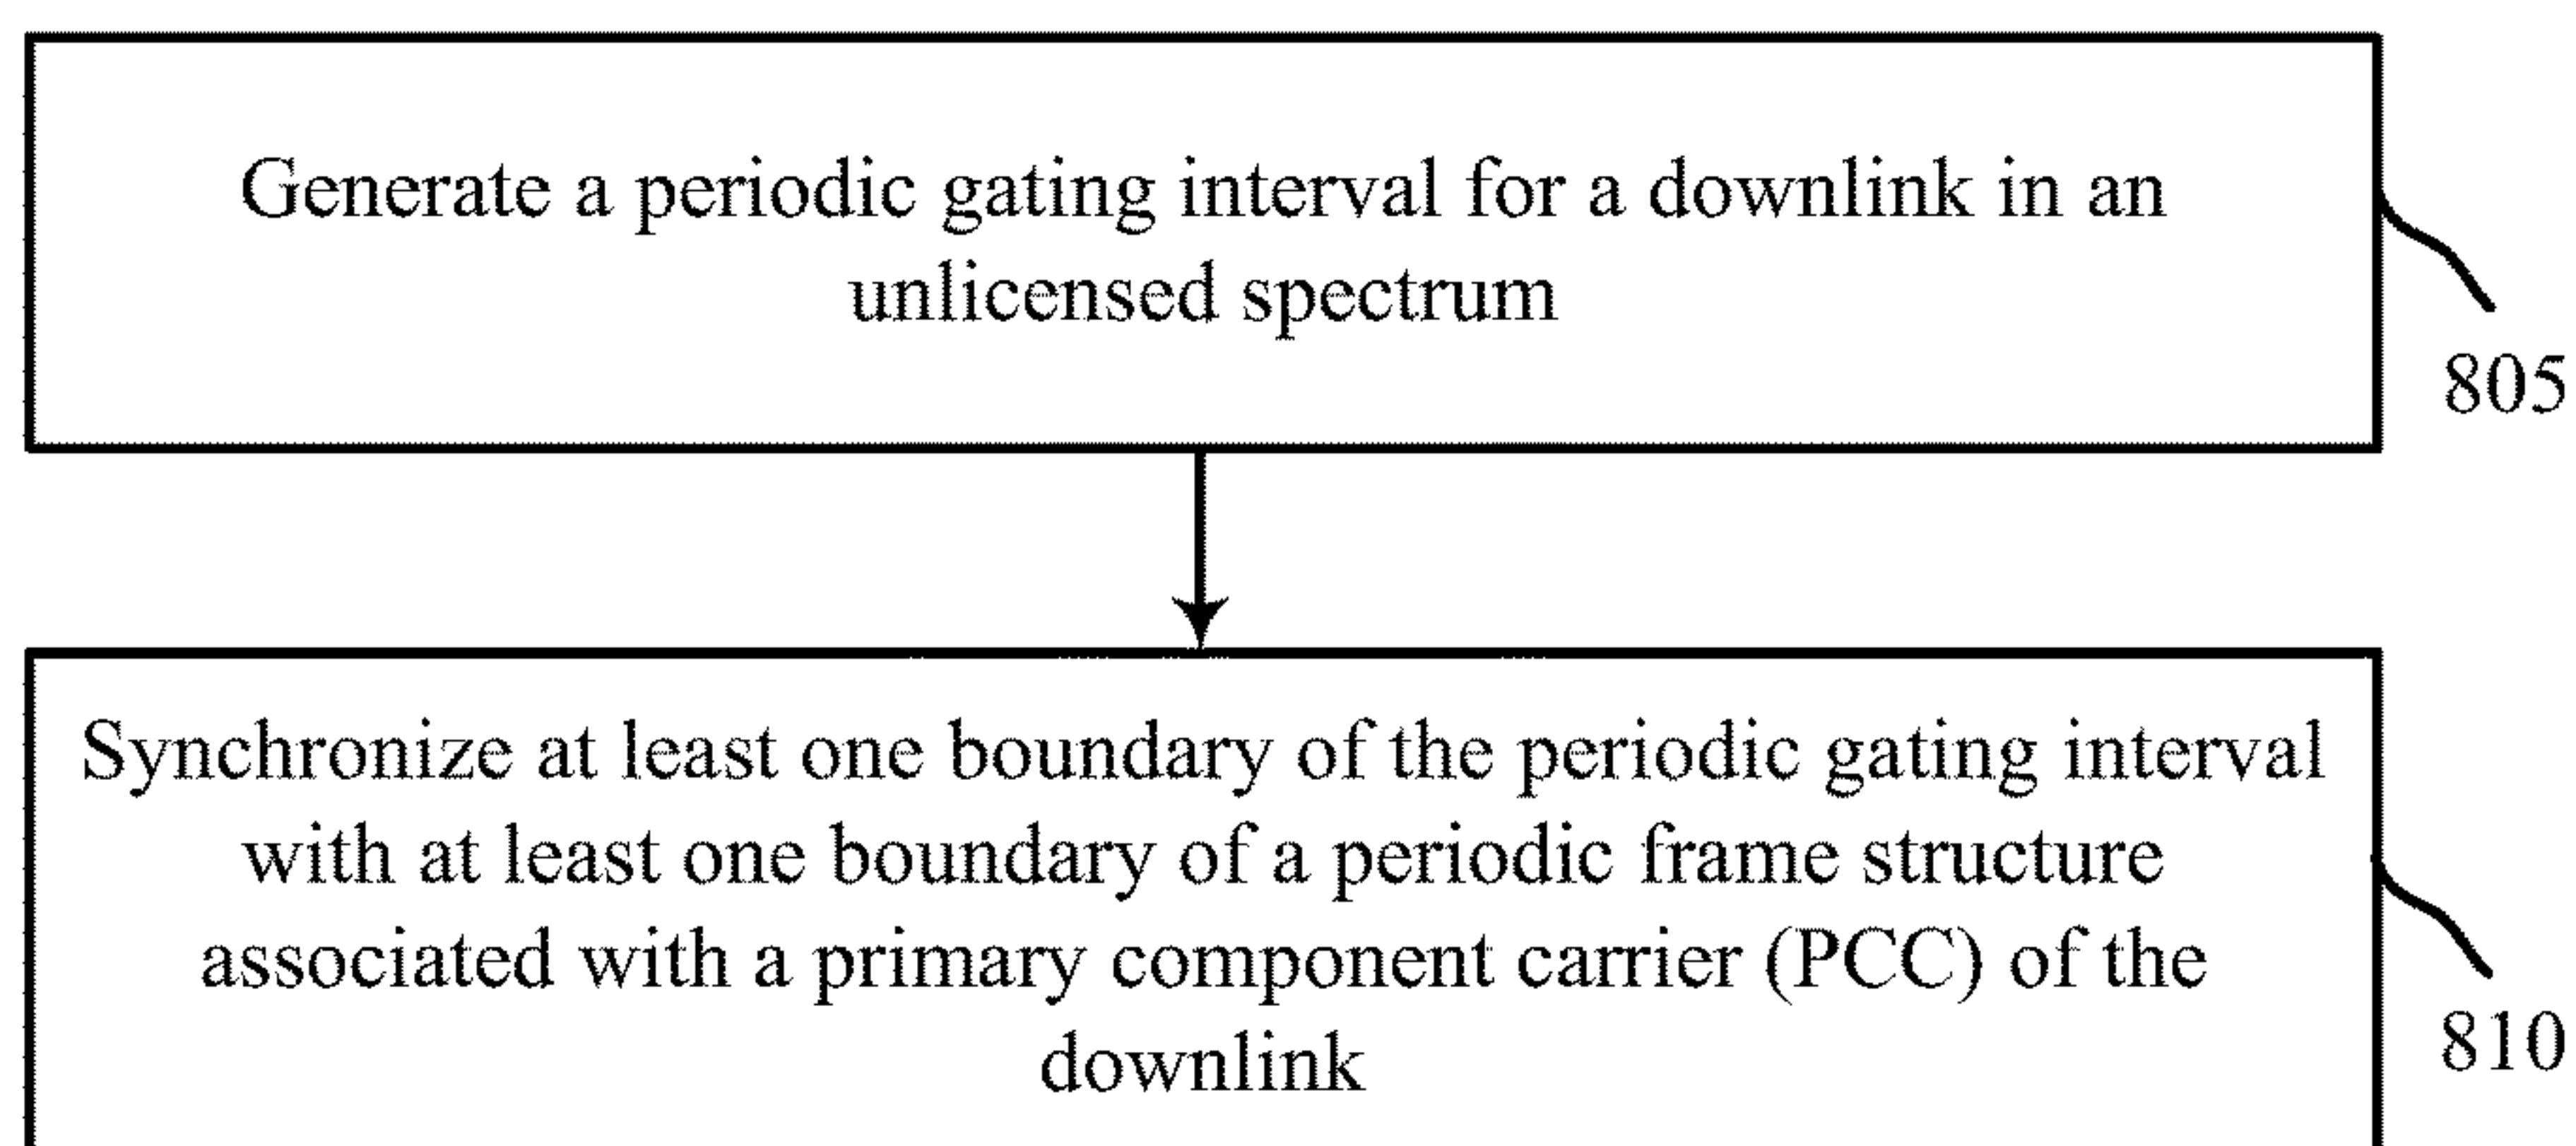 Generate a periodic gating interval for a downlink in an
unlicensed spectrum
805
Synchronize at least one boundary of the periodic gating interval
with at least one boundary of a periodic frame structure
associated with a primary component carrier (PCC) of the
downlink
810